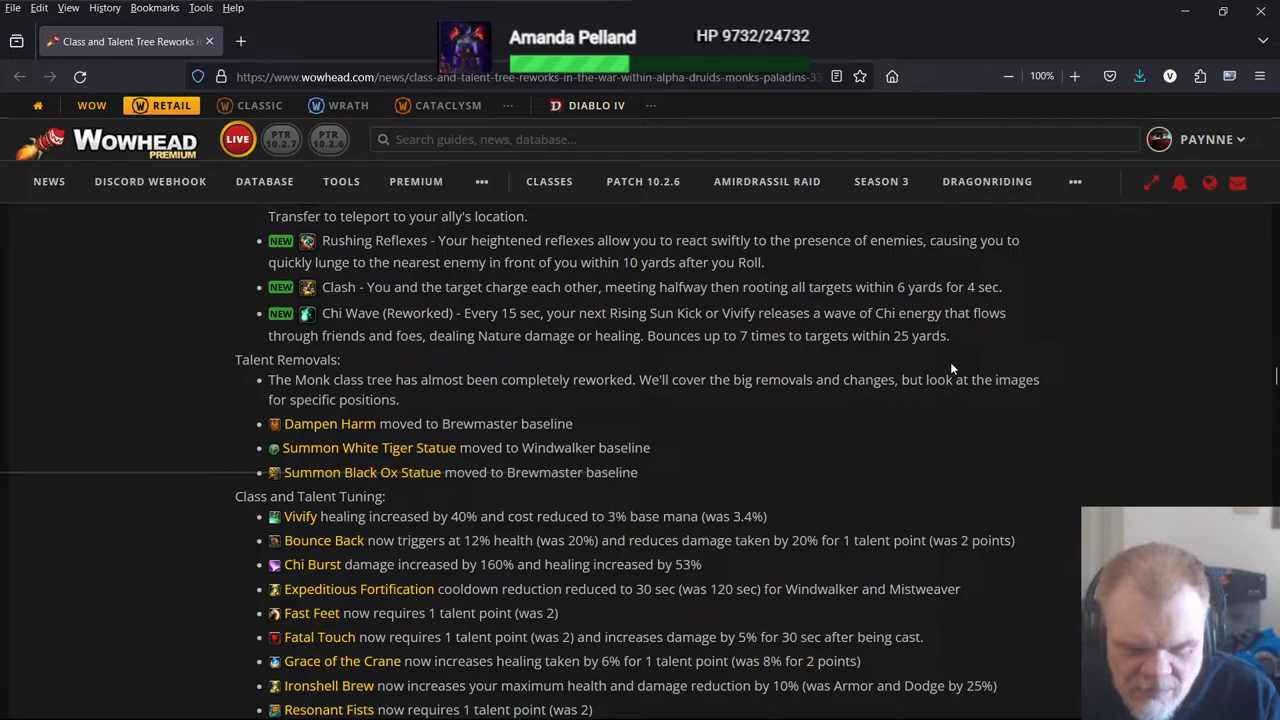 File Edit View History Bookmarks Tools Help
Class and Talent Tree Reworks i
Amanda Pelland HP 9732/24732
https://www.wowhead.com/news/class-and-talent-tree-reworks-in-the-war-within-alpha-druids-monks-paladins-33
100%
WOW RETAIL CLASSIC WRATH CATACLYSM ... DIABLO IV ...
WOWHEAD PREMIUM LIVE PTR 10.2.7 PTR 10.2.6 Search guides, news, database... PAYNNE
NEWS DISCORD WEBHOOK DATABASE TOOLS PREMIUM ... CLASSES PATCH 10.2.6 AMIRDRASSIL RAID SEASON 3 DRAGONRIDING ...
Transfer to teleport to your ally's location.
NEW Rushing Reflexes - Your heightened reflexes allow you to react swiftly to the presence of enemies, causing you to
quickly lunge to the nearest enemy in front of you within 10 yards after you Roll.
NEW Clash - You and the target charge each other, meeting halfway then rooting all targets within 6 yards for 4 sec.
NEW Chi Wave (Reworked) - Every 15 sec, your next Rising Sun Kick or Vivify releases a wave of Chi energy that flows
through friends and foes, dealing Nature damage or healing. Bounces up to 7 times to targets within 25 yards.
Talent Removals:
The Monk class tree has almost been completely reworked. We'll cover the big removals and changes, but look at the images
for specific positions.
Dampen Harm moved to Brewmaster baseline
Summon White Tiger Statue moved to Windwalker baseline
Summon Black Ox Statue moved to Brewmaster baseline
Class and Talent Tuning:
Vivify healing increased by 40% and cost reduced to 3% base mana (was 3.4%)
Bounce Back now triggers at 12% health (was 20%) and reduces damage taken by 20% for 1 talent point (was 2 points)
Chi Burst damage increased by 160% and healing increased by 53%
Expeditious Fortification cooldown reduction reduced to 30 sec (was 120 sec) for Windwalker and Mistweaver
Fast Feet now requires 1 talent point (was 2)
Fatal Touch now requires 1 talent point (was 2) and increases damage by 5% for 30 sec after being cast.
Grace of the Crane now increases healing taken by 6% for 1 talent point (was 8% for 2 points)
Ironshell Brew now increases your maximum health and damage reduction by 10% (was Armor and Dodge by 25%)
Resonant Fists now requires 1 talent point (was 2)